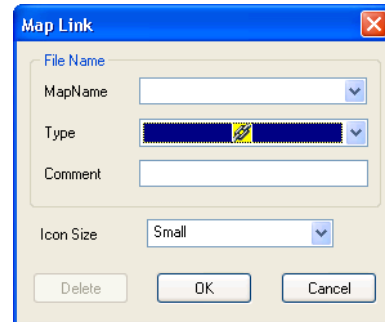 Map Link
File Name
MapName
Type
Comment
Icon Size Small
Delete OK Cancel